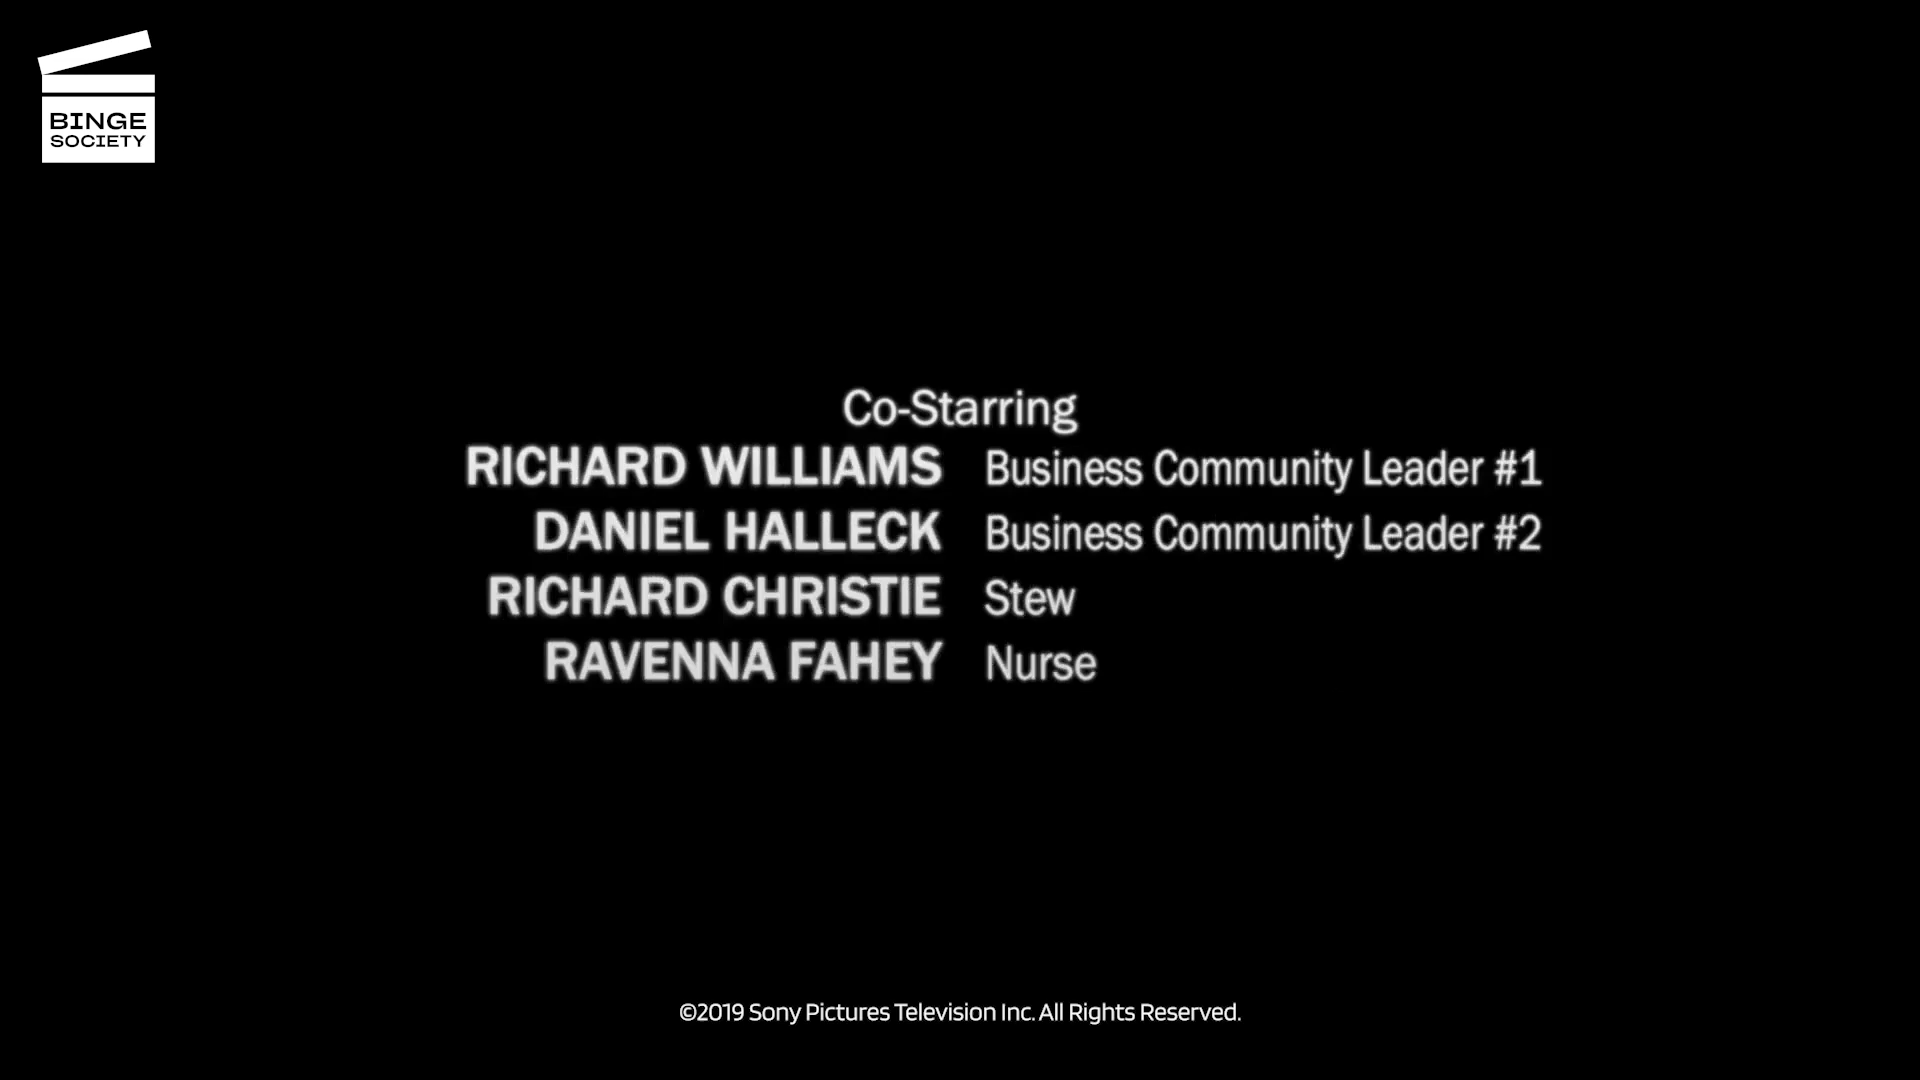 BINGE
SOCIETY
Co-Starring
RICHARD WILLIAMS Business Community Leader #1
DANIEL HALLECK Business Community Leader #2
RICHARD CHRISTIE Stew
RAVENNA FAHEY Nurse
©2019 Sony Pictures Television Inc. All Rights Reserved.